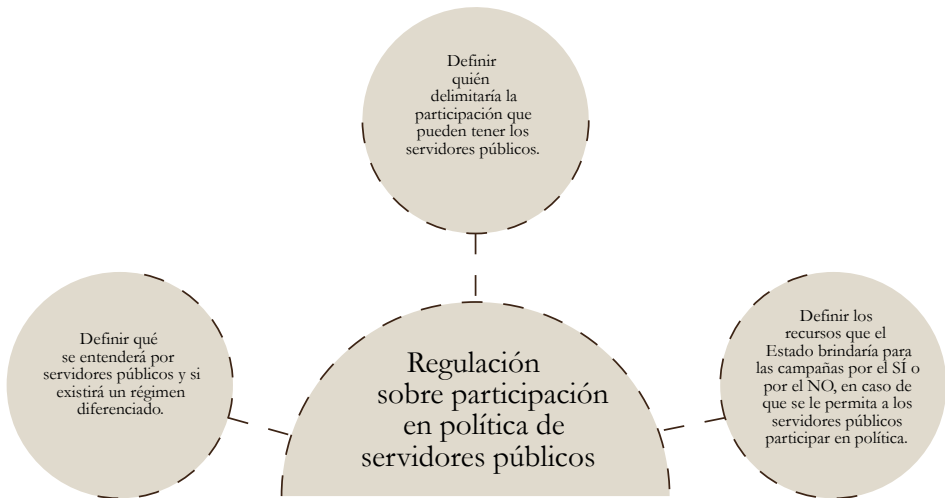 Definir
quién
delimitaría la
participación que
pueden tener los
servidores públicos.
Definir qué
se entenderá por
servidores públicos y si
existirá un régimen
diferenciado.
Regulación
sobre participación
en política de
servidores públicos
Definir los
recursos que el
Estado brindaría para
las campañas por el SÍ o
por el NO, en caso de
que se le permita a los
servidores públicos
participar en política.